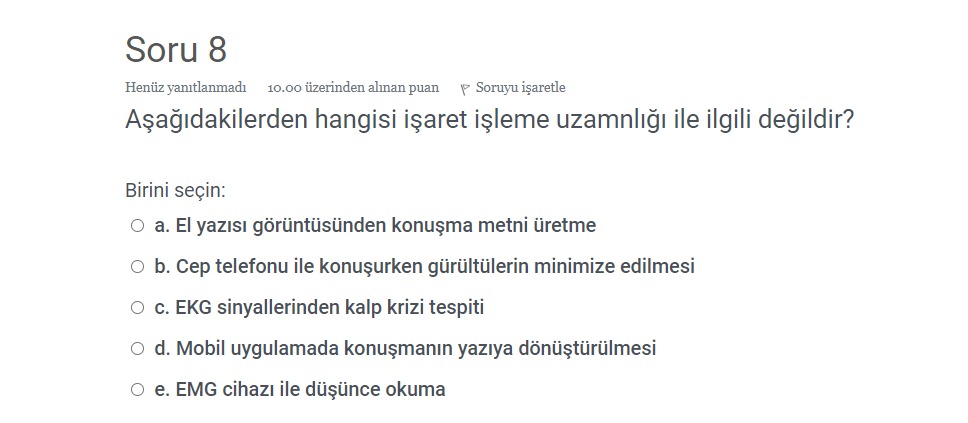 Soru 8
Henüz yanıtlanmadı 10.00 üzerinden alınan puan Soruyu işaretle
Aşağıdakilerden hangisi işaret işleme uzamnlığı ile ilgili değildir?
Birini seçin:
a. El yazısı görüntüsünden konuşma metni üretme
b. Cep telefonu ile konuşurken gürültülerin minimize edilmesi
c. EKG sinyallerinden kalp krizi tespiti
d. Mobil uygulamada konuşmanın yazıya dönüştürülmesi
e. EMG cihazı ile düşünce okuma